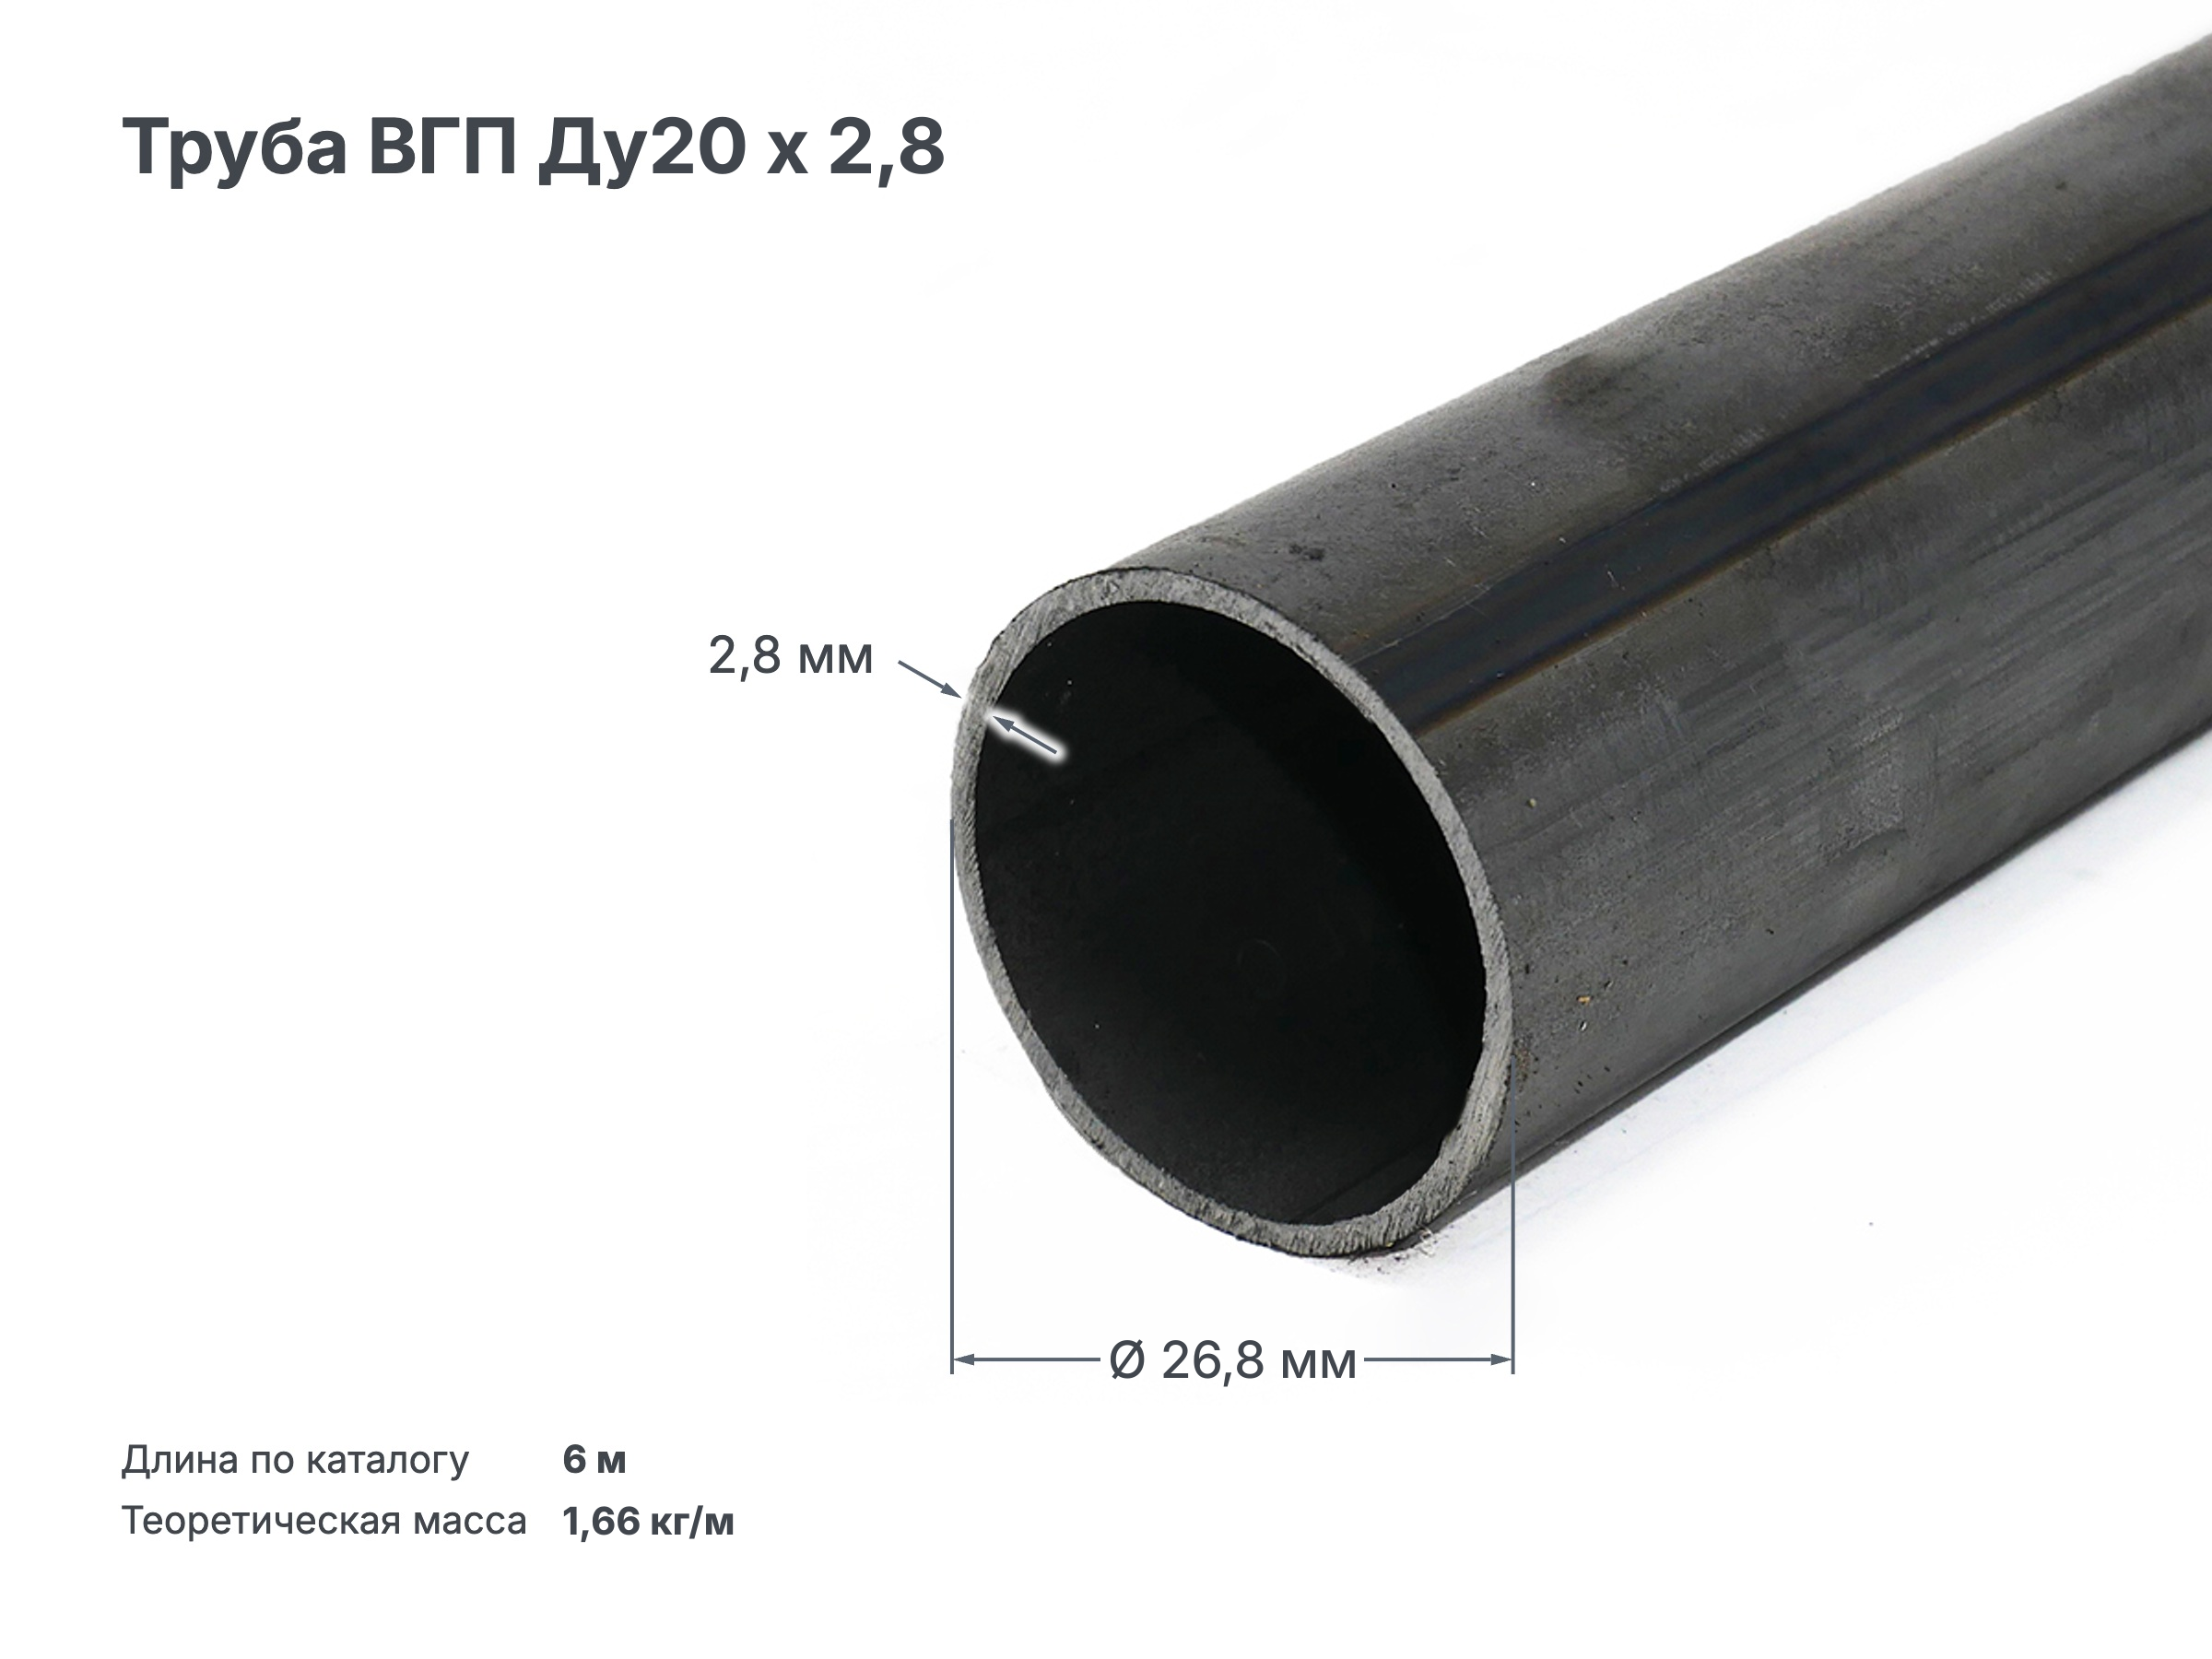 Труба ВГП Ду20 x 2,8
2,8 мм
Ø 26,8 мм
Длина по каталогу 6 м
Теоретическая масса 1,66 кг/м